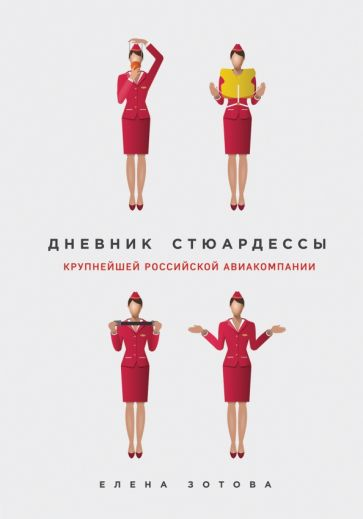 ДНЕВНИК СТЮАРДЕССЫ
КРУПНЕЙШЕЙ РОССИЙСКОЙ АВИАКОМПАНИИ
ЕЛЕНА ЗОТОВА